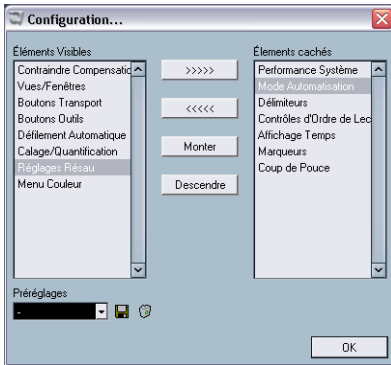 Configuration...
Éléments Visibles
Contraindre Compensatic
Vues/Fenêtres
Boutons Transport
Boutons Outils
Défilement Automatique
Calage/Quantification
Réglages Résau
Menu Couleur
>>>>>
<<<<<
Monter
Descendre
Élements cachés
Performance Système
Mode Automatisation
Délimiteurs
Contrôles d'Ordre de Lec
Affichage Temps
Marqueurs
Coup de Pouce
Préréglages
-
OK